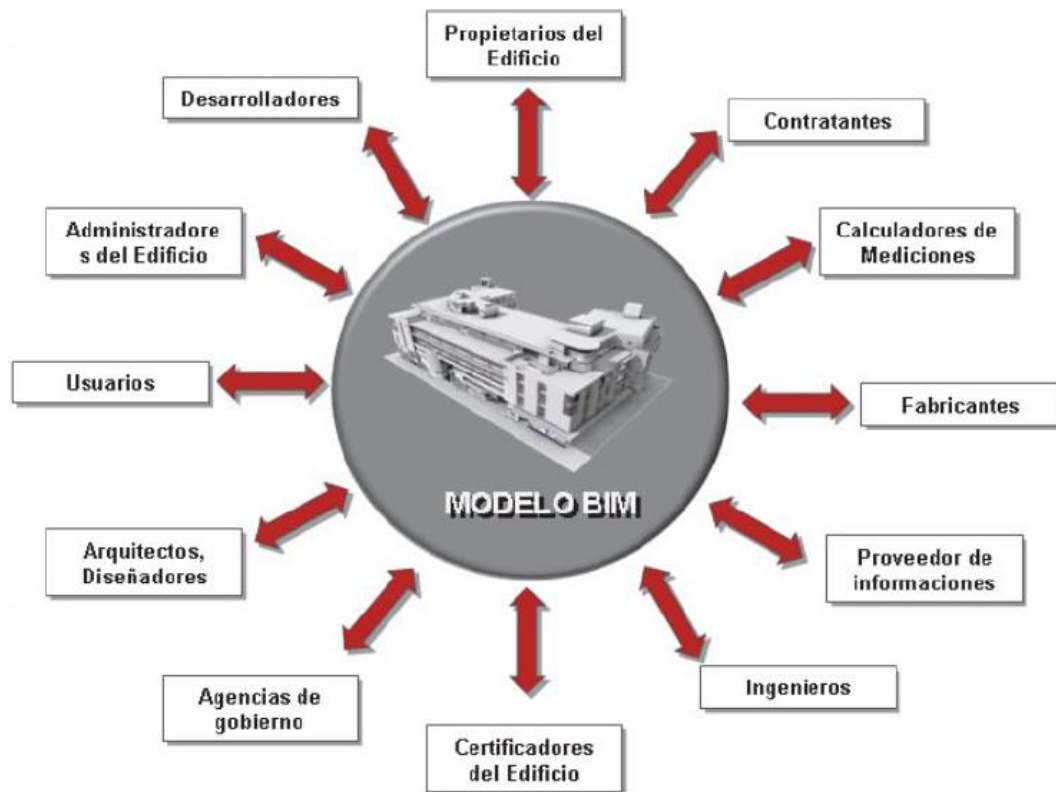 Propietarios del
Edificio
Desarrolladores
Contratantes
Administradore
s del Edificio
Calculadores de
Mediciones
Usuarios
Fabricantes
MODELO BIM
Arquitectos,
Diseñadores
Proveedor de
informaciones
Agencias de
gobierno
Ingenieros
Certificadores
del Edificio